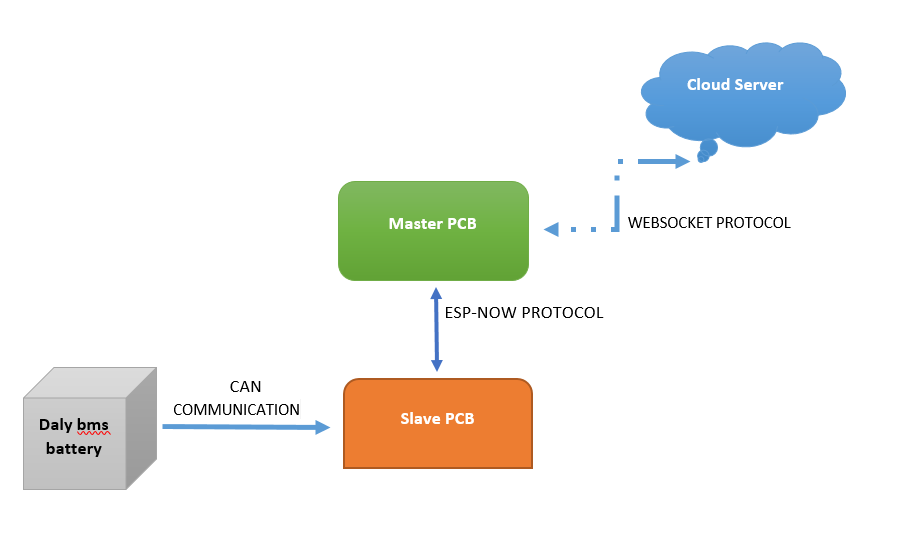 Cloud Server
Master PCB
WEBSOCKET PROTOCOL
ESP-NOW PROTOCOL
CAN
COMMUNICATION
Slave PCB
Daly bms
battery